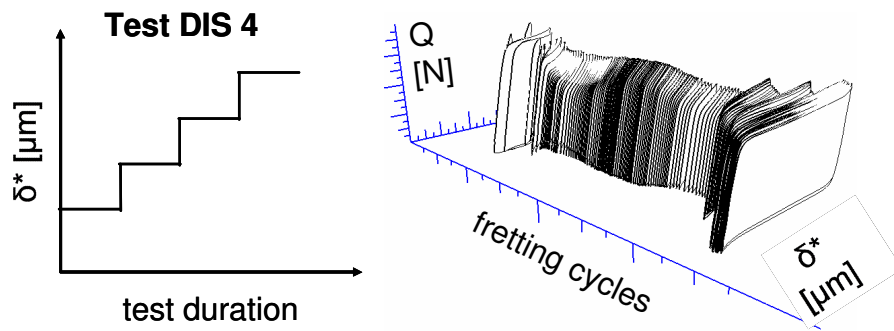 Test DIS 4
δ* [µm]
test duration
Q
[N]
fretting cycles
δ*
[µm]